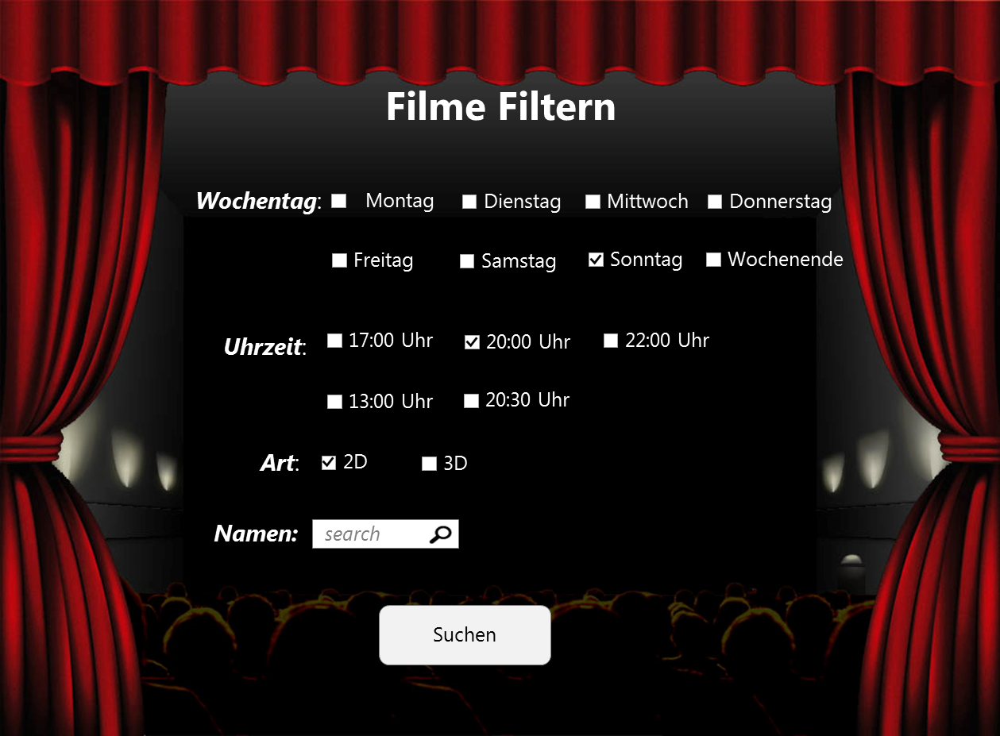 Filme Filtern
Wochentag: Montag Dienstag Mittwoch Donnerstag
Freitag Samstag Sonntag Wochenende
Uhrzeit: 17:00 Uhr 20:00 Uhr 22:00 Uhr
13:00 Uhr 20:30 Uhr
Art: 2D 3D
Namen: search
Suchen